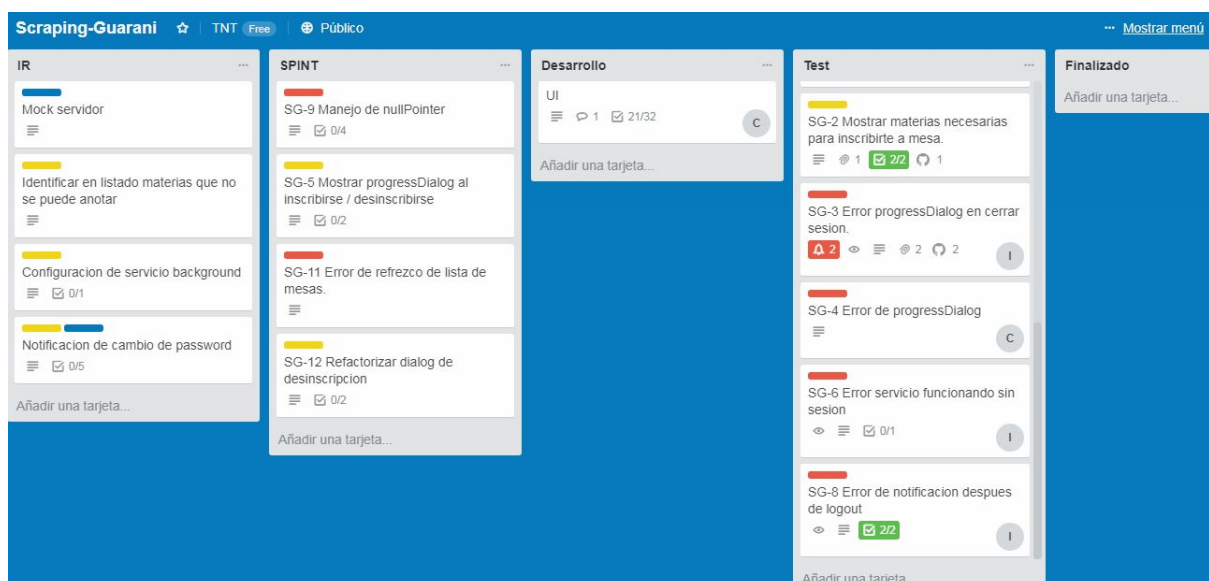 Scraping-Guarani TNT Free Público ... Mostrar menú
IR ...
Mock servidor
Identificar en listado materias que no
se puede anotar
Configuracion de servicio background
0/1
Notificacion de cambio de password
0/5
Añadir una tarjeta...
SPINT ...
SG-9 Manejo de nullPointer
0/4
SG-5 Mostrar progressDialog al
inscribirse / desinscribirse
0/2
SG-11 Error de refrezco de lista de
mesas.
SG-12 Refactorizar dialog de
desinscripcion
0/2
Añadir una tarjeta...
Desarrollo ...
UI
1 21/32 C
Añadir una tarjeta...
Test ...
SG-2 Mostrar materias necesarias
para inscribirte a mesa.
1 2/2 1
SG-3 Error progressDialog en cerrar
sesion.
2 2 2 I
SG-4 Error de progressDialog
C
SG-6 Error servicio funcionando sin
sesion
0/1 I
SG-8 Error de notificacion despues
de logout
2/2 I
Añadir una tarjeta
Finalizado
Añadir una tarjeta...